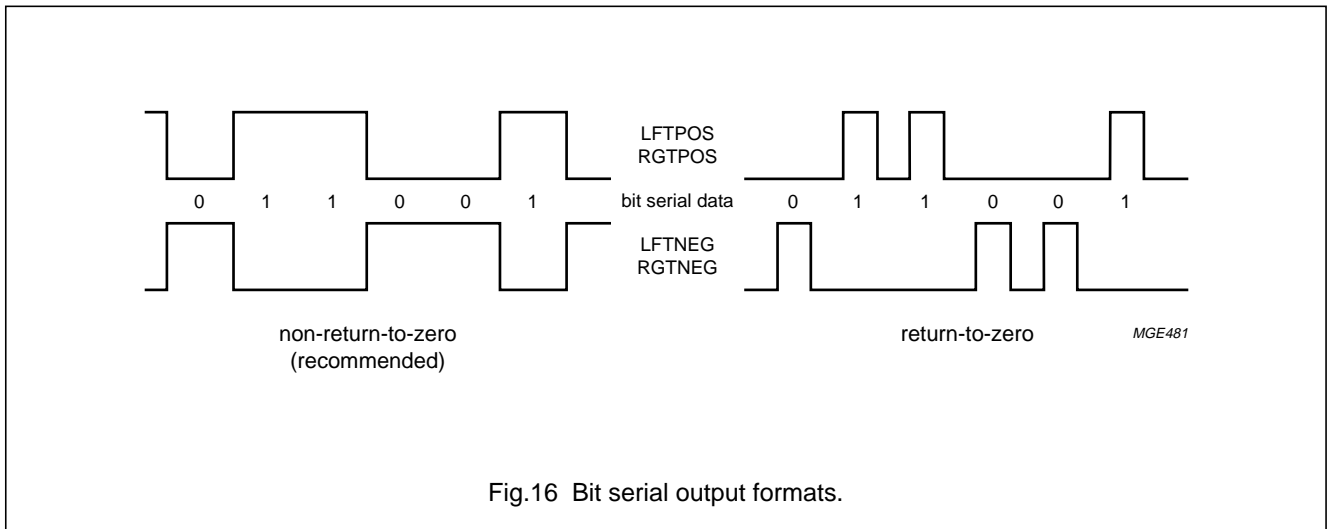 LFTPOS
RGTPOS
0 1 1 0 0 1 bit serial data 0 1 1 0 0 1
LFTNEG
RGTNEG
non-return-to-zero
(recommended)
return-to-zero
MGE481
Fig.16 Bit serial output formats.